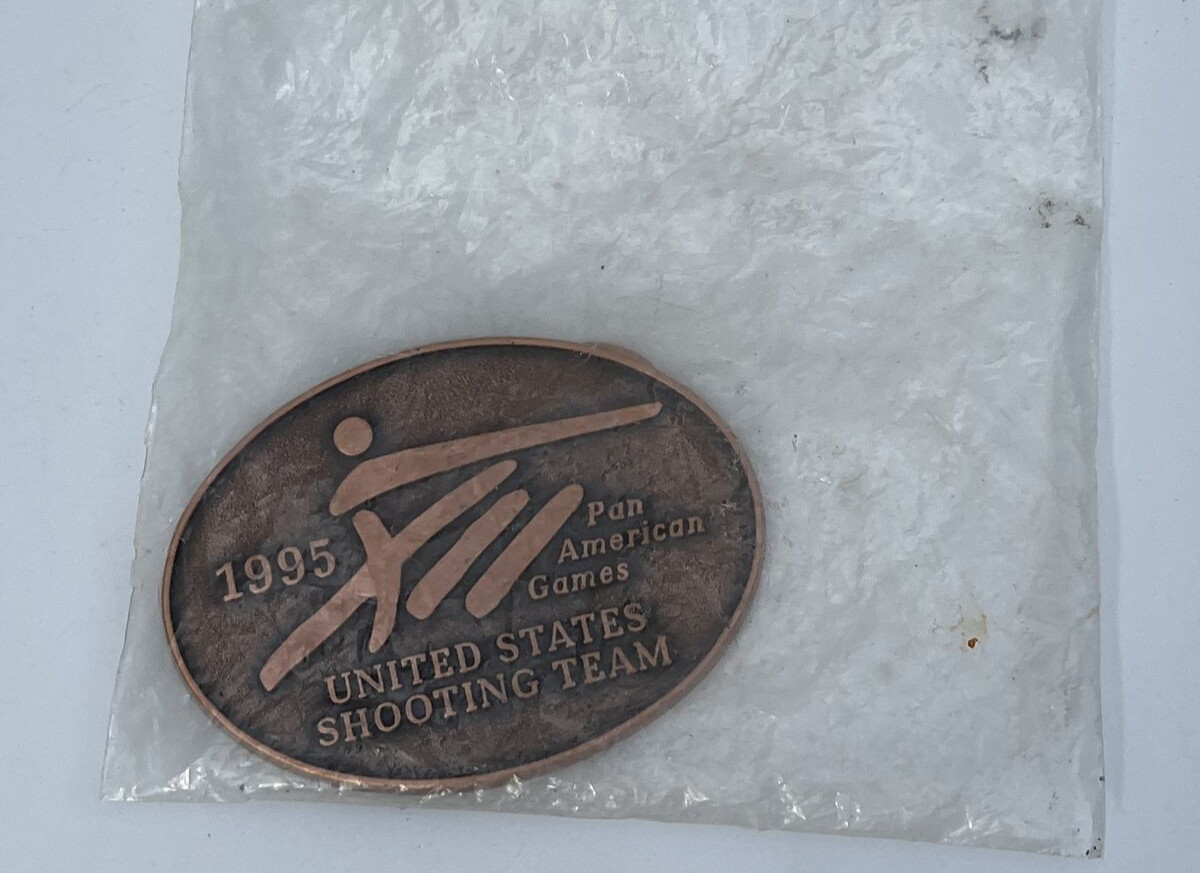 1995
Pan
American
Games
UNITED STATES
SHOOTING TEAM